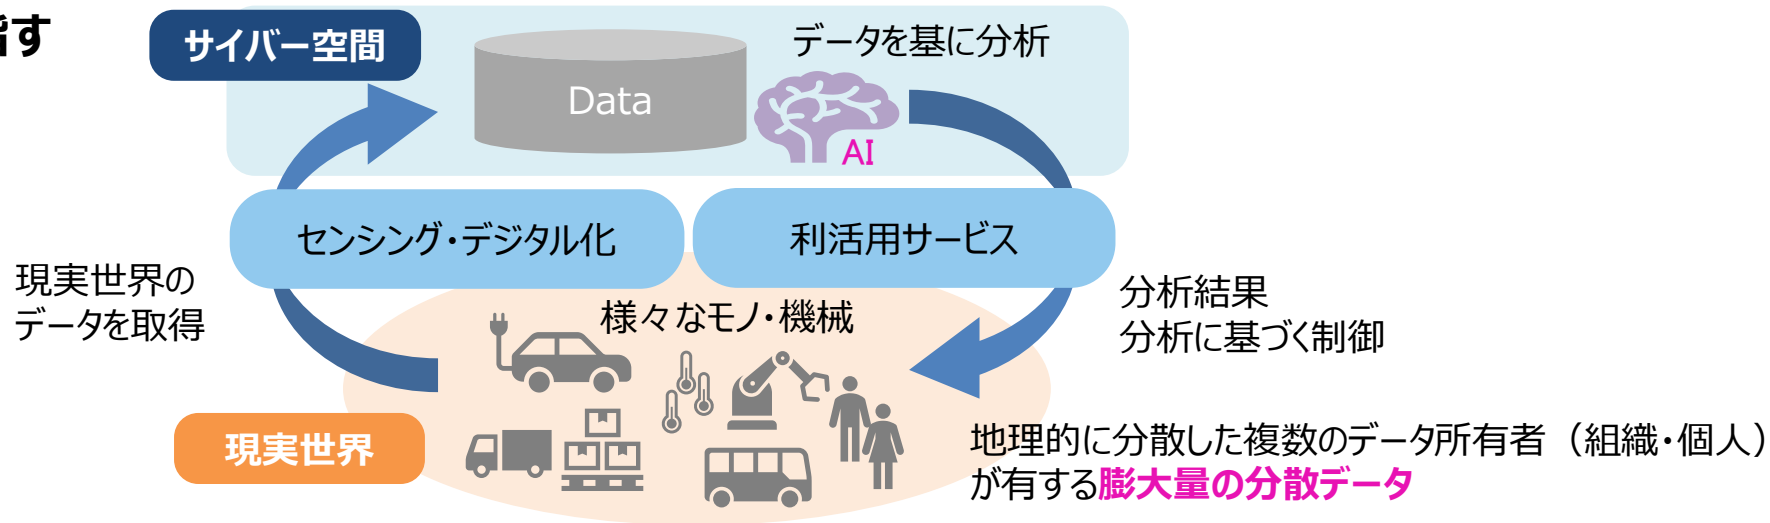 指す
サイバー空間
データを基に分析
Data
AI
センシング・デジタル化
利活用サービス
現実世界の
データを取得
分析結果
分析に基づく制御
様々なモノ・機械
現実世界
地理的に分散した複数のデータ所有者（組織・個人）
が有する膨大量の分散データ